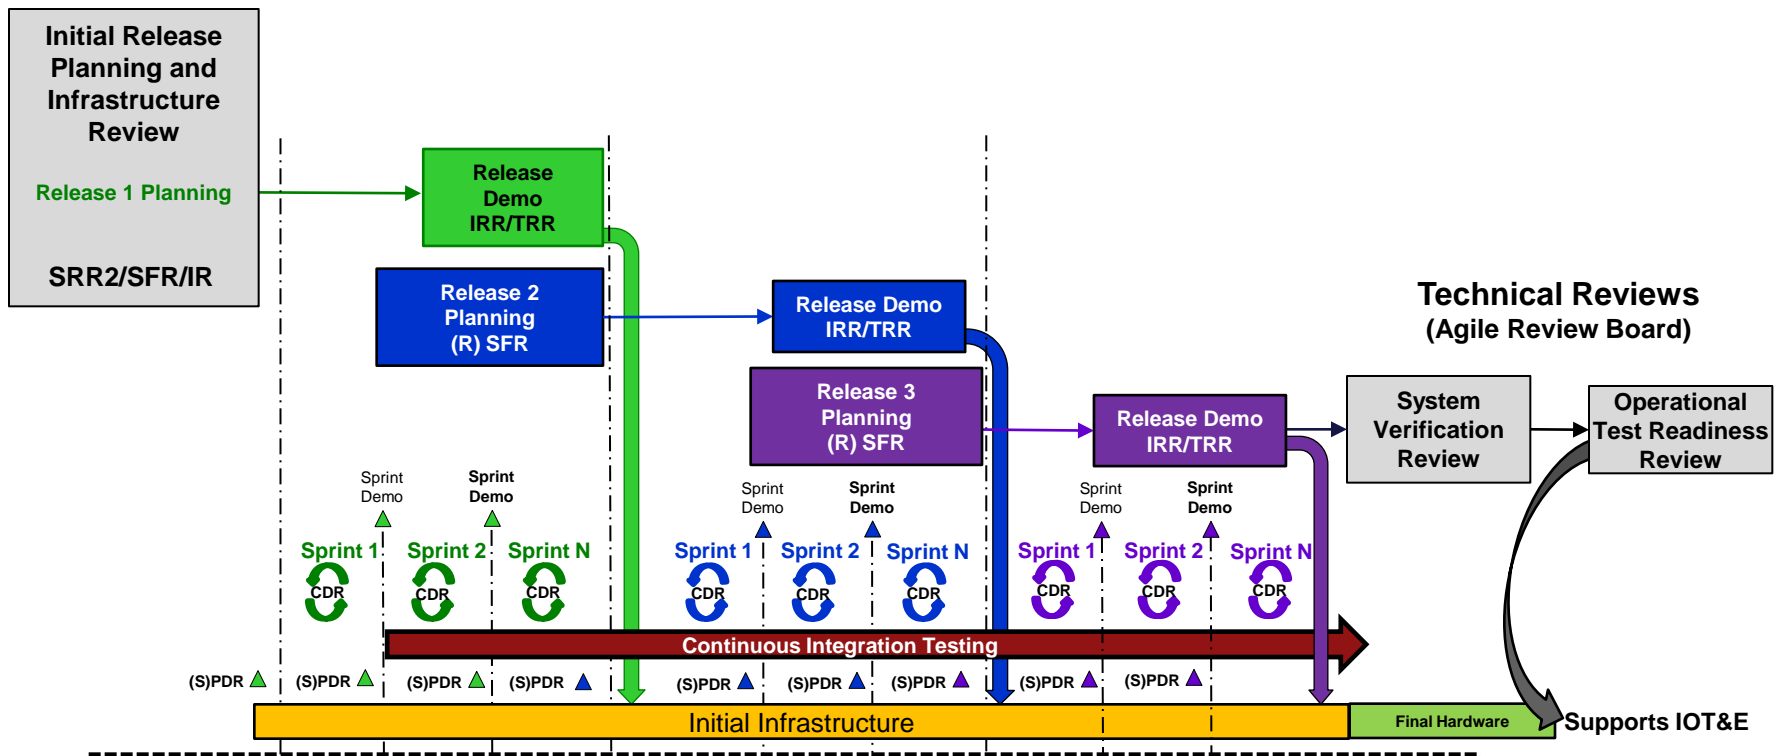 Initial Release
Planning and
Infrastructure
Review
Release 1 Planning
SRR2/SFR/IR
Release
Demo
IRR/TRR
Release 2
Planning
(R) SFR
Release Demo
IRR/TRR
Release 3
Planning
(R) SFR
Release Demo
IRR/TRR
Technical Reviews
(Agile Review Board)
System
Verification
Review
Operational
Test Readiness
Review
Sprint
Demo
Sprint
Demo
Sprint
Demo
Sprint
Demo
Sprint
Demo
Sprint
Demo
Sprint 1
Sprint 2
Sprint N
Sprint 1
Sprint 2
Sprint N
Sprint 1
Sprint 2
Sprint N
CDR
CDR
CDR
CDR
CDR
CDR
CDR
CDR
CDR
Continuous Integration Testing
(S)PDR
(S)PDR
(S)PDR
(S)PDR
(S)PDR
(S)PDR
(S)PDR
(S)PDR
(S)PDR
Initial Infrastructure
Final Hardware
Supports IOT&E